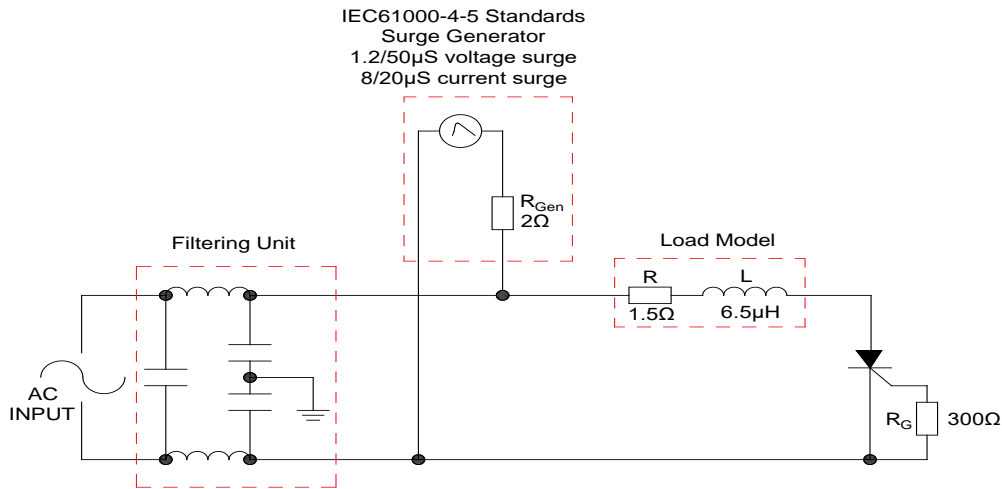 IEC61000-4-5 Standards
Surge Generator
1.2/50µS voltage surge
8/20µS current surge
RGen
2Ω
Filtering Unit
Load Model
R
L
1.5Ω
6.5µH
AC
INPUT
RG
300Ω